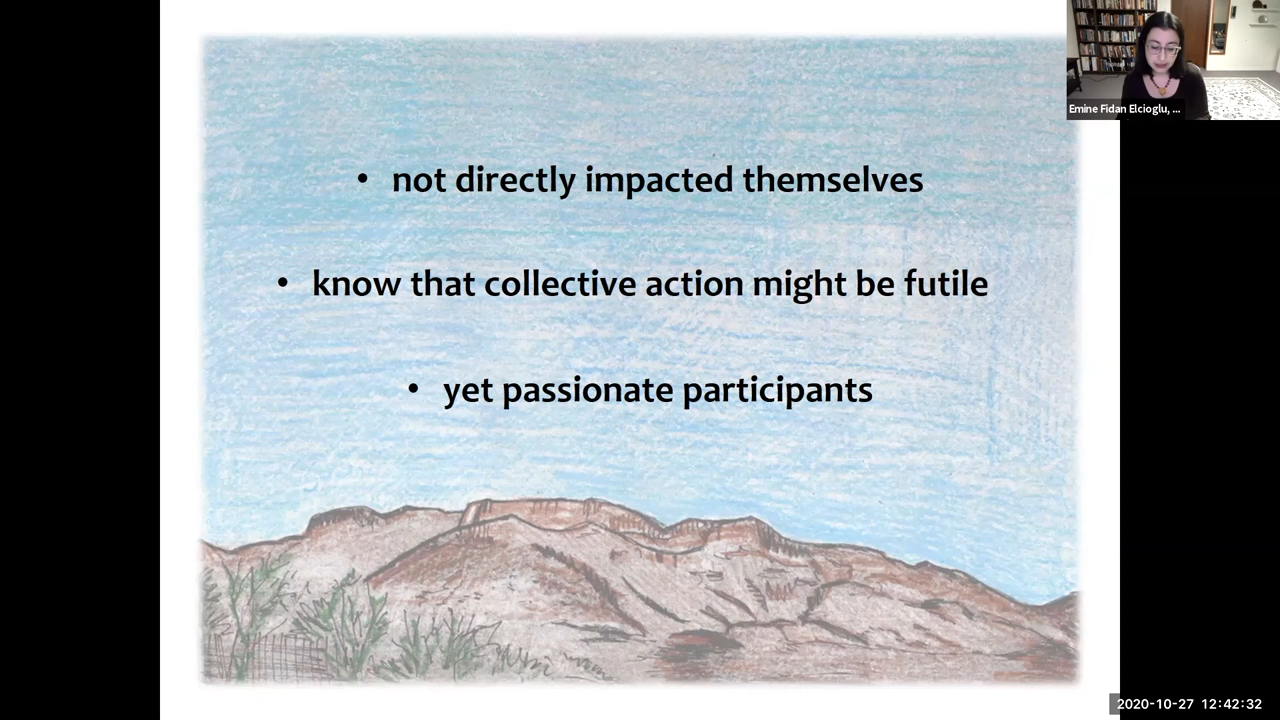 Emine Fidan Elcioglu, ...
• not directly impacted themselves
• know that collective action might be futile
• yet passionate participants
2020-10-27 12:42:32